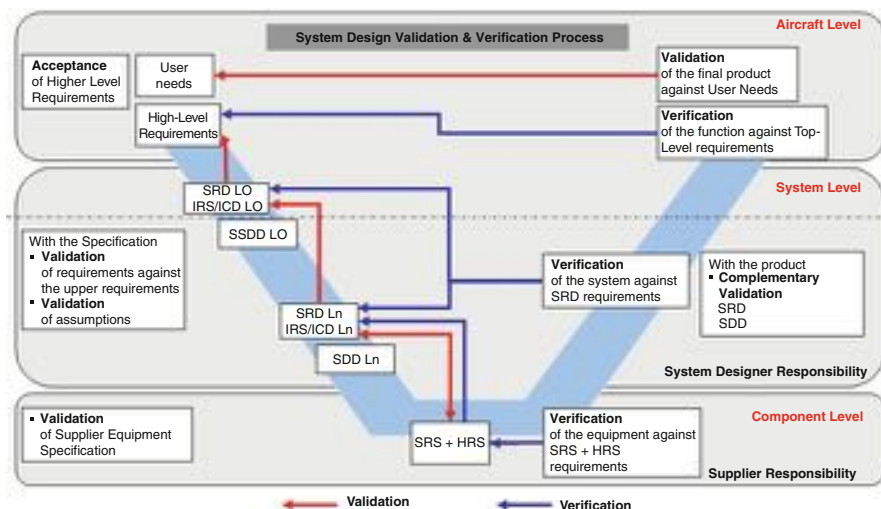 Aircraft Level
System Design Validation & Verification Process
Acceptance
of Higher Level
Requirements
User
needs
Validation
of the final product
against User Needs
High-Level
Requirements
Verification
of the function against Top-
Level requirements
System Level
SRD LO
IRS/ICD LO
SSDD LO
With the Specification
▪ Validation
of requirements against
the upper requirements
▪ Validation
of assumptions
Verification
of the system against
SRD requirements
With the product
▪ Complementary
Validation
SRD
SDD
SRD Ln
IRS/ICD Ln
SDD Ln
System Designer Responsibility
Component Level
▪ Validation
of Supplier Equipment
Specification
SRS + HRS
Verification
of the equipment against
SRS + HRS
requirements
Supplier Responsibility
Validation
Verification